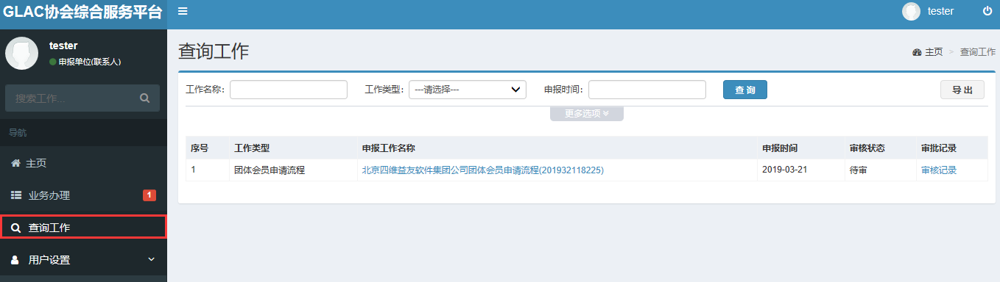 GLAC协会综合服务平台
tester
tester
申报单位(联系人)
搜索工作...
导航
主页
业务办理 1
查询工作
用户设置
查询工作
主页 > 查询工作
工作名称: 工作类型: ---请选择--- 申报时间: 查 询 导 出
更多选项
序号 工作类型 申报工作名称 申报时间 审核状态 审批记录
1 团体会员申请流程 北京四维益友软件集团公司团体会员申请流程(201932118225) 2019-03-21 待审 审核记录